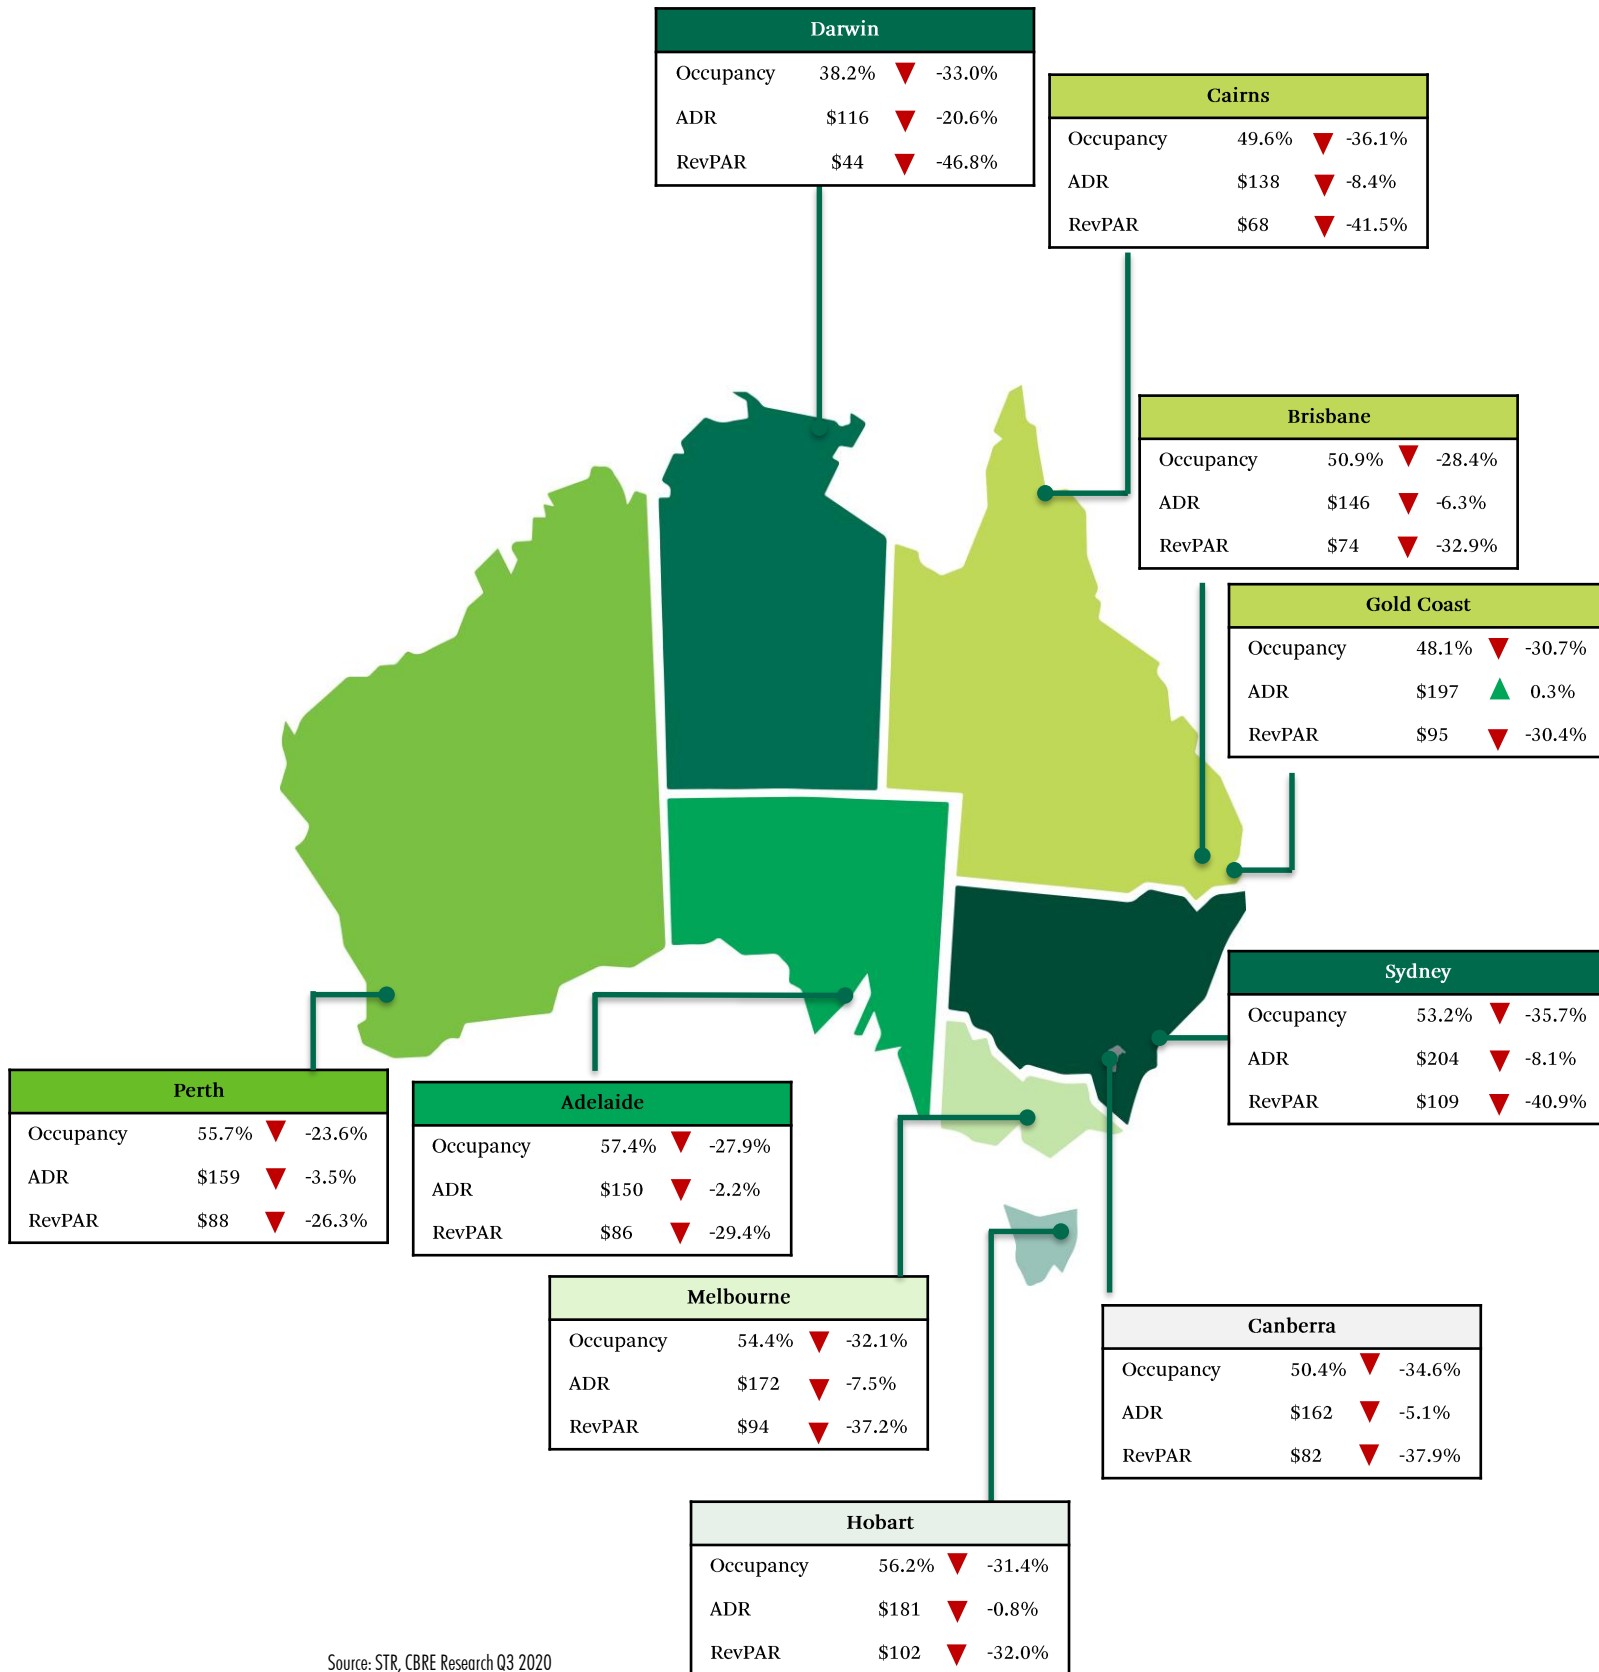 Darwin
Occupancy 38.2% ▼ -33.0%
ADR $116 ▼ -20.6%
RevPAR $44 ▼ -46.8%
Cairns
Occupancy 49.6% ▼ -36.1%
ADR $138 ▼ -8.4%
RevPAR $68 ▼ -41.5%
Brisbane
Occupancy 50.9% ▼ -28.4%
ADR $146 ▼ -6.3%
RevPAR $74 ▼ -32.9%
Gold Coast
Occupancy 48.1% ▼ -30.7%
ADR $197 ▲ 0.3%
RevPAR $95 ▼ -30.4%
Sydney
Occupancy 53.2% ▼ -35.7%
ADR $204 ▼ -8.1%
RevPAR $109 ▼ -40.9%
Perth
Occupancy 55.7% ▼ -23.6%
ADR $159 ▼ -3.5%
RevPAR $88 ▼ -26.3%
Adelaide
Occupancy 57.4% ▼ -27.9%
ADR $150 ▼ -2.2%
RevPAR $86 ▼ -29.4%
Melbourne
Occupancy 54.4% ▼ -32.1%
ADR $172 ▼ -7.5%
RevPAR $94 ▼ -37.2%
Canberra
Occupancy 50.4% ▼ -34.6%
ADR $162 ▼ -5.1%
RevPAR $82 ▼ -37.9%
Hobart
Occupancy 56.2% ▼ -31.4%
ADR $181 ▼ -0.8%
RevPAR $102 ▼ -32.0%
Source: STR, CBRE Research Q3 2020